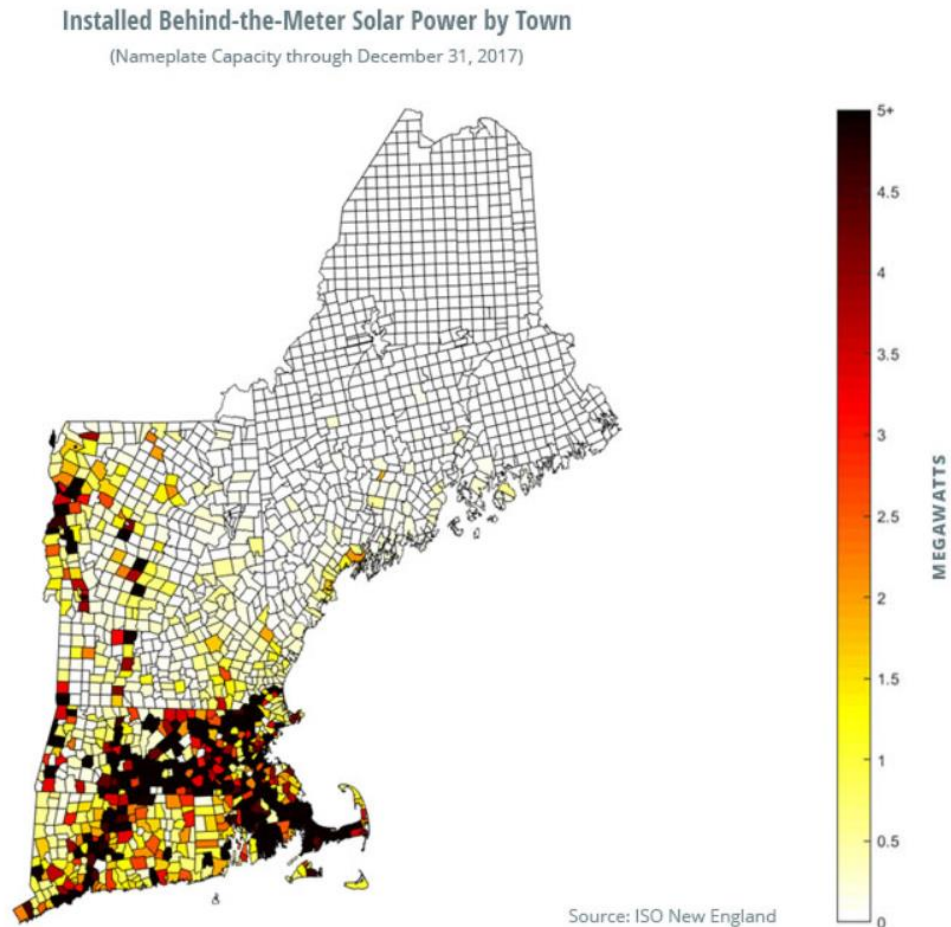 Installed Behind-the-Meter Solar Power by Town
(Nameplate Capacity through December 31, 2017)
5+
4.5
4
3.5
3
2.5
2
1.5
1
0.5
0
MEGAWATTS
Source: ISO New England